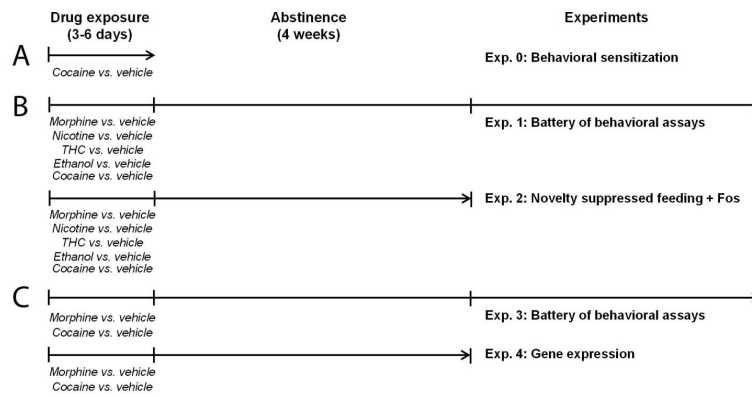 Drug exposure
(3-6 days)
Abstinence
(4 weeks)
Experiments
A
Cocaine vs. vehicle
Exp. 0: Behavioral sensitization
B
Morphine vs. vehicle
Nicotine vs. vehicle
THC vs. vehicle
Ethanol vs. vehicle
Cocaine vs. vehicle
Exp. 1: Battery of behavioral assays
Morphine vs. vehicle
Nicotine vs. vehicle
THC vs. vehicle
Ethanol vs. vehicle
Cocaine vs. vehicle
Exp. 2: Novelty suppressed feeding + Fos
C
Morphine vs. vehicle
Cocaine vs. vehicle
Exp. 3: Battery of behavioral assays
Morphine vs. vehicle
Cocaine vs. vehicle
Exp. 4: Gene expression